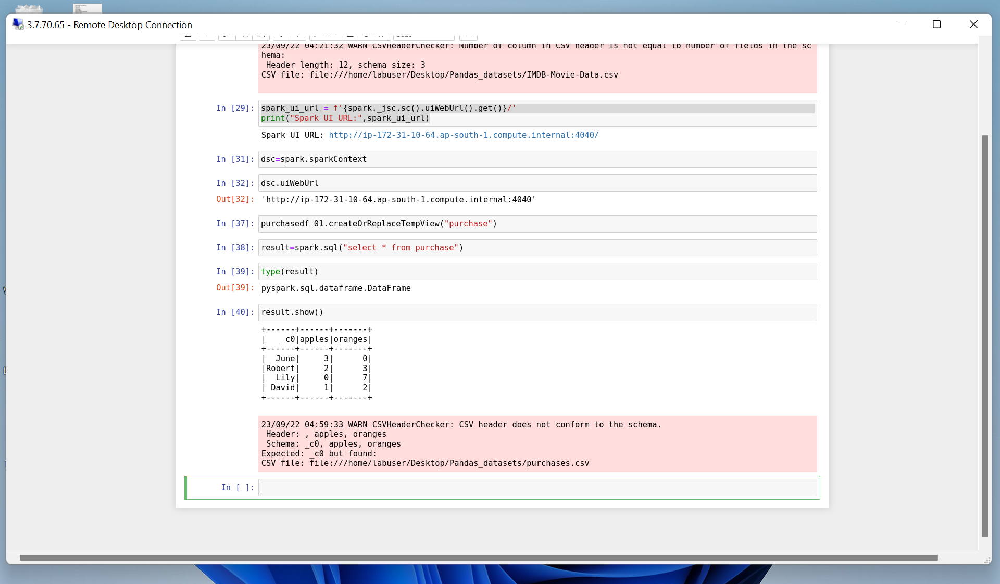 3.7.70.65 - Remote Desktop Connection
23/09/22 04:21:32 WARN CSVHeaderChecker: Number of column in CSV header is not equal to number of fields in the sc
hema:
 Header length: 12, schema size: 3
CSV file: file:///home/labuser/Desktop/Pandas_datasets/IMDB-Movie-Data.csv
In [29]: spark_ui_url = f'{spark._jsc.sc().uiWebUrl().get()}/'
print("Spark UI URL:",spark_ui_url)
Spark UI URL: http://ip-172-31-10-64.ap-south-1.compute.internal:4040/
In [31]: dsc=spark.sparkContext
In [32]: dsc.uiWebUrl
Out[32]: 'http://ip-172-31-10-64.ap-south-1.compute.internal:4040'
In [37]: purchasedf_01.createOrReplaceTempView("purchase")
In [38]: result=spark.sql("select * from purchase")
In [39]: type(result)
Out[39]: pyspark.sql.dataframe.DataFrame
In [40]: result.show()
+------+------+-------+
|   _c0|apples|oranges|
+------+------+-------+
|  June|     3|      0|
|Robert|     2|      3|
|  Lily|     0|      7|
| David|     1|      2|
+------+------+-------+
23/09/22 04:59:33 WARN CSVHeaderChecker: CSV header does not conform to the schema.
 Header: , apples, oranges
 Schema: _c0, apples, oranges
Expected: _c0 but found:
CSV file: file:///home/labuser/Desktop/Pandas_datasets/purchases.csv
In [ ]: